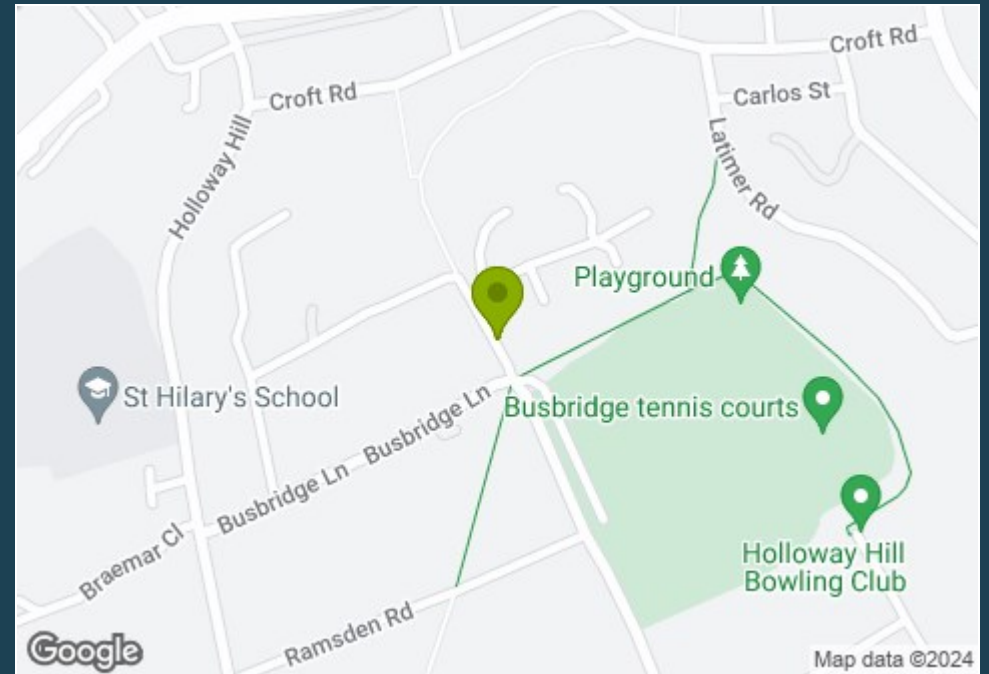 Croft Rd
Croft Rd
Carlos St
Holloway Hill
Latimer Rd
Playground
St Hilary's School
Busbridge Ln
Busbridge tennis courts
Busbridge Ln
Braemar Cl
Holloway Hill
Bowling Club
Ramsden Rd
Google
Map data ©2024